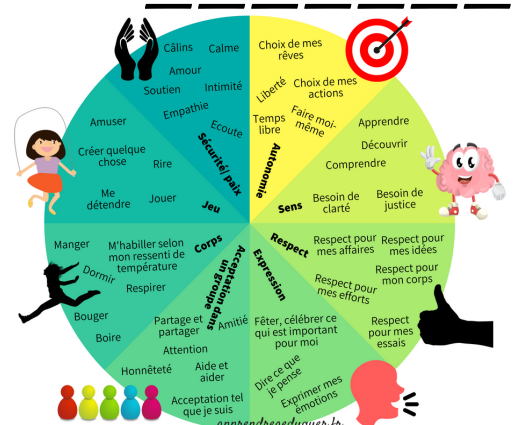 Câlins
Calme
Amour
Soutien
Intimité
Empathie
Ecoute
Sécurité/ paix
Choix de mes
rêves
Liberté
Choix de mes
actions
Temps
libre
Faire moi-
même
Autonomie
Apprendre
Découvrir
Comprendre
Besoin de
clarté
Besoin de
justice
Sens
Amuser
Créer quelque
chose
Rire
Me
détendre
Jouer
Jeu
Respect
Respect pour
mes affaires
Respect pour
mes idées
Respect pour
mon corps
Respect pour
mes efforts
Respect
pour mes
essais
Manger
M'habiller selon
mon ressenti de
température
Dormir
Respirer
Bouger
Boire
Corps
Acceptation dans
un groupe
Partage et
partager
Amitié
Attention
Honnêteté
Aide et
aider
Acceptation tel
que je suis
Expression
Fêter, célébrer ce
qui est important
pour moi
Dire ce que
je pense
Exprimer mes
émotions
apprendreaeduquer.fr